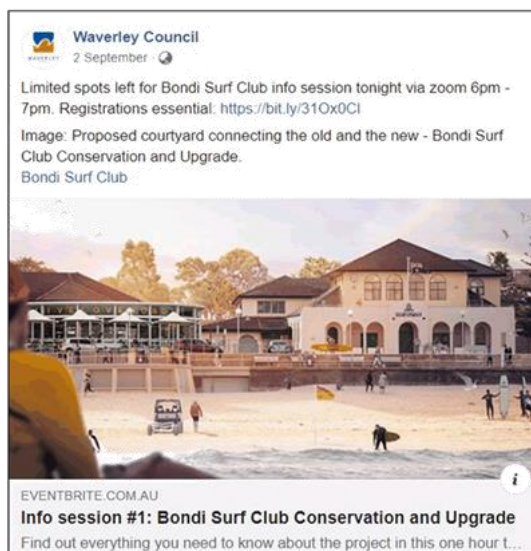 Waverley Council
WAVERLEY
2 September ·
Limited spots left for Bondi Surf Club info session tonight via zoom 6pm -
7pm. Registrations essential: https://bit.ly/31Ox0Cl
Image: Proposed courtyard connecting the old and the new - Bondi Surf
Club Conservation and Upgrade.
Bondi Surf Club
i
EVENTBRITE.COM.AU
Info session #1: Bondi Surf Club Conservation and Upgrade
Find out everything you need to know about the project in this one hour t...